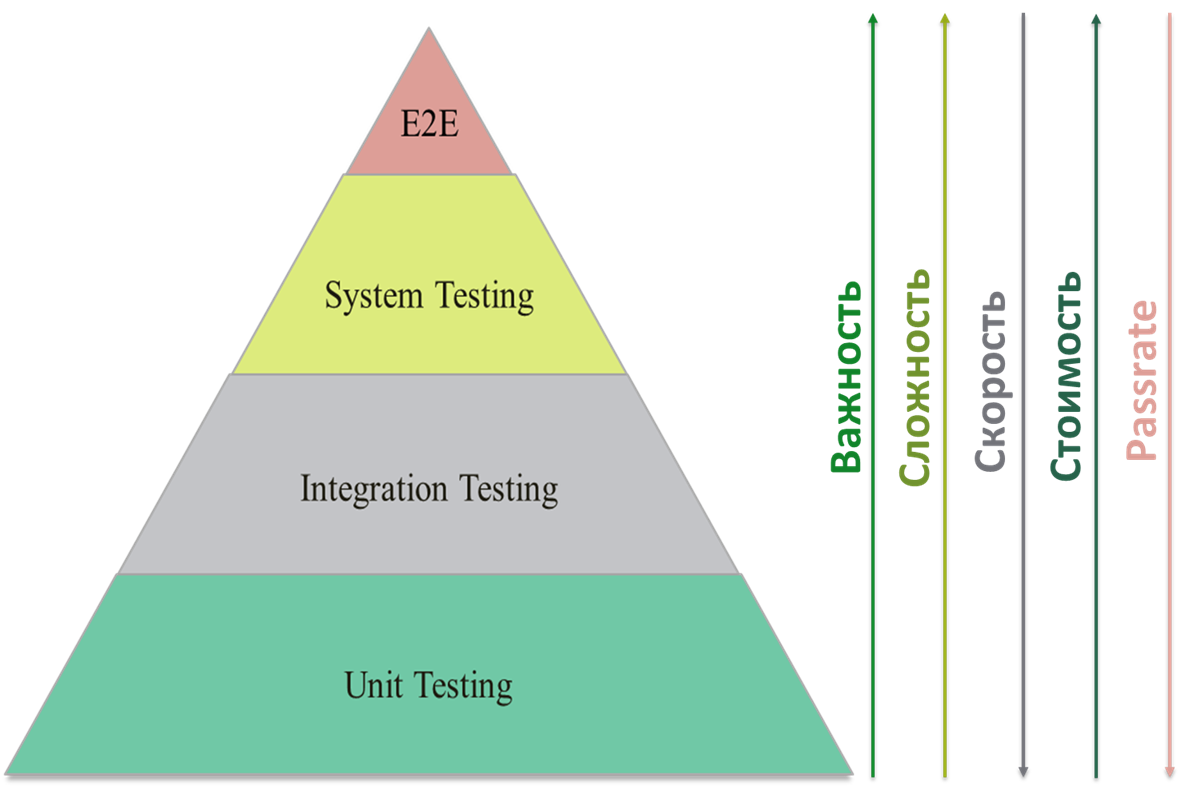 E2E
System Testing
Integration Testing
Unit Testing
Важность
Сложность
Скорость
Стоимость
Passrate